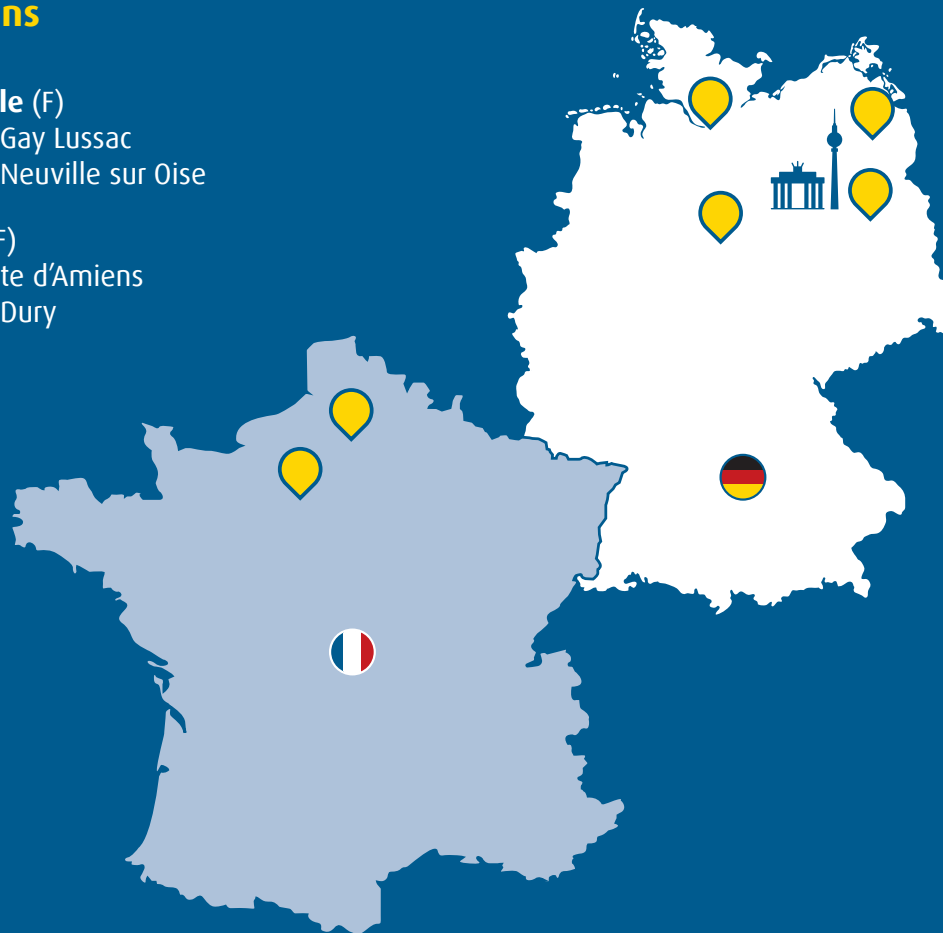 ns
le (F)
Gay Lussac
Neuville sur Oise
F)
te d'Amiens
Dury